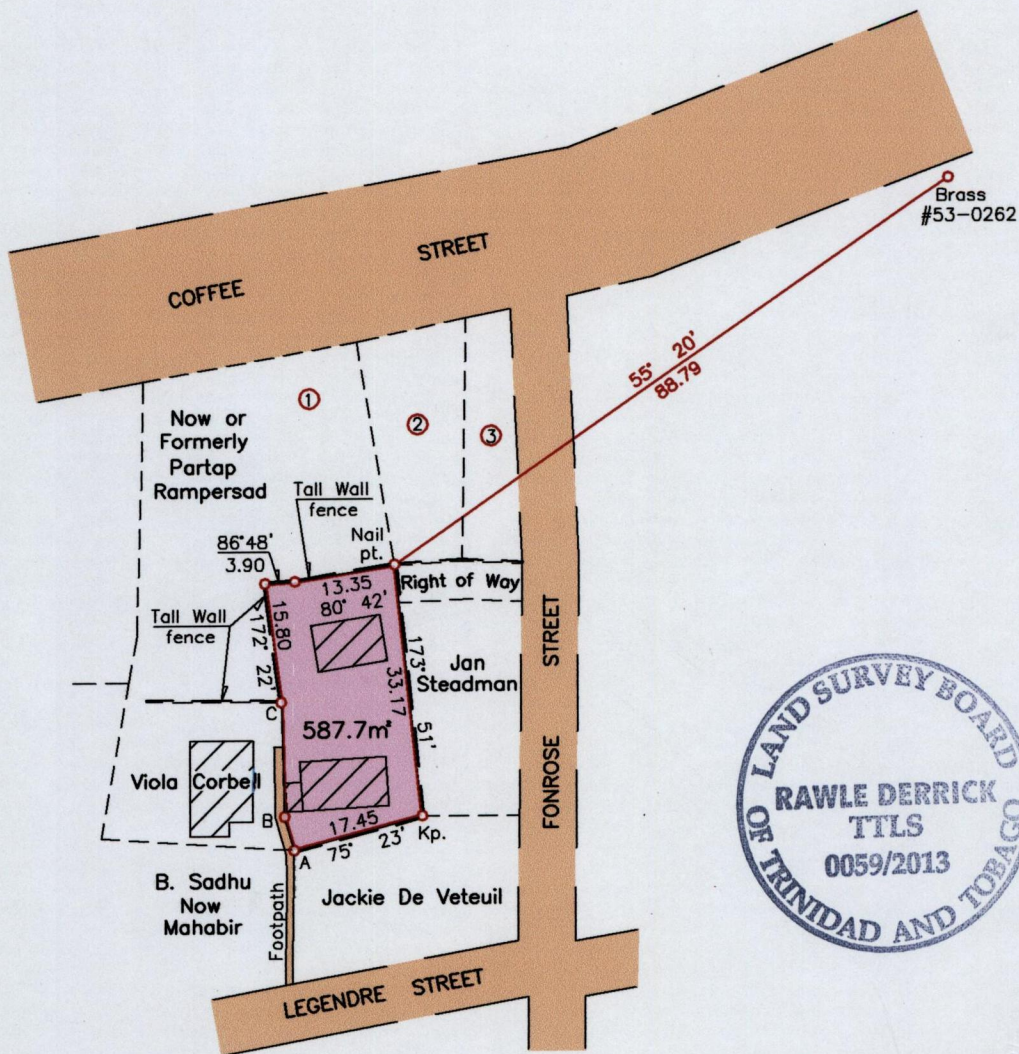 Brass
#53-0262
COFFEE STREET
55° 20'
88.79
①
②
③
Now or
Formerly
Partap
Rampersad
Tall Wall
fence
Nail
pt.
86°48'
3.90
13.35
80° 42'
Right of Way
Tall Wall
fence
15.80
172° 22'
Jan
Steadman
173° 51'
33.17
FONROSE STREET
C
587.7m²
Viola Corbell
B
17.45
75° 23'
Kp.
A
B. Sadhu
Now
Mahabir
Footpath
Jackie De Veteuil
LEGENDRE STREET
LAND SURVEY BOARD
RAWLE DERRICK
TTLS
0059/2013
OF TRINIDAD AND TOBAGO